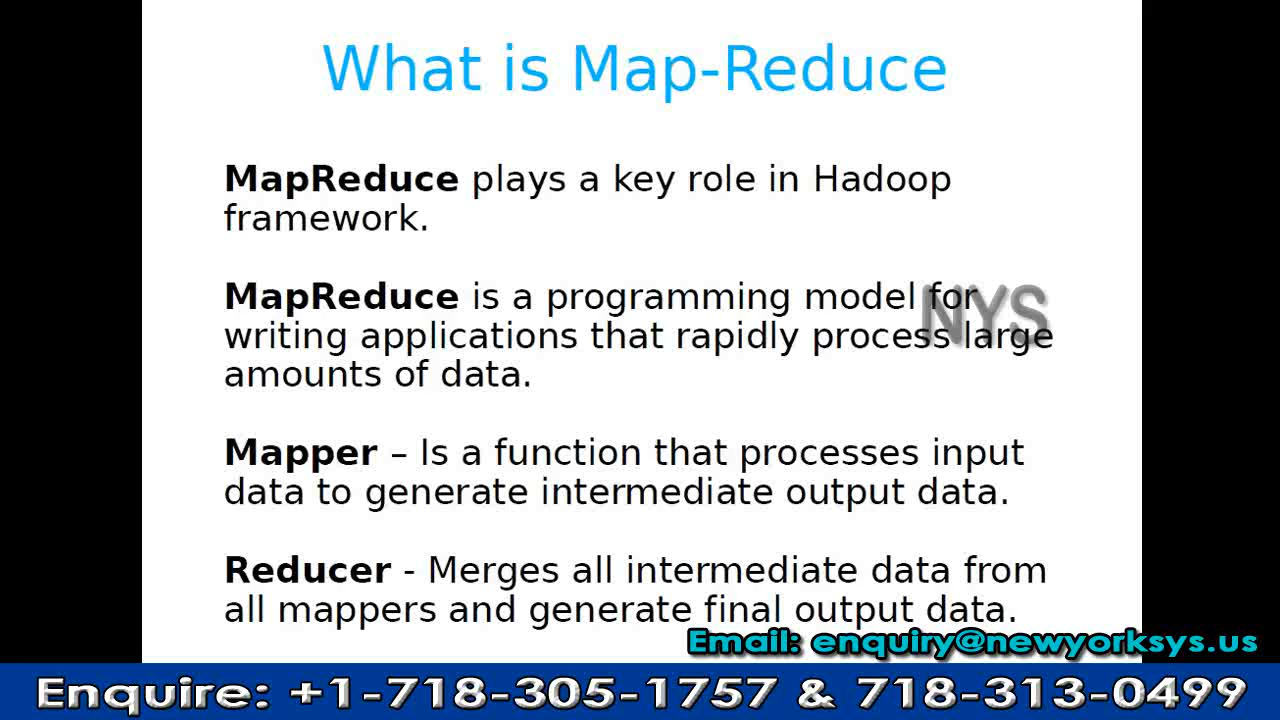 What is Map-Reduce
MapReduce plays a key role in Hadoop
framework.
MapReduce is a programming model for
writing applications that rapidly process large
amounts of data.
NYS
Mapper – Is a function that processes input
data to generate intermediate output data.
Reducer - Merges all intermediate data from
all mappers and generate final output data.
Email: enquiry@newyorksys.us
Enquire: +1-718-305-1757 & 718-313-0499